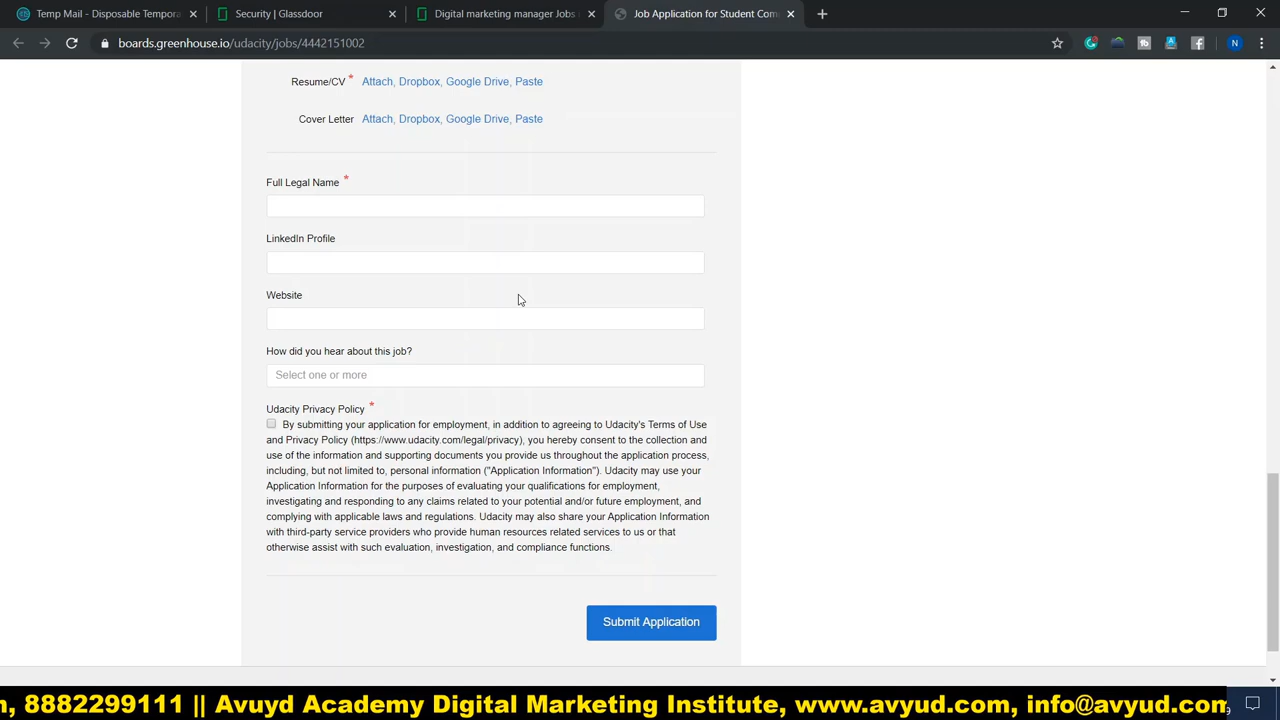 Temp Mail - Disposable Tempora
Security | Glassdoor
Digital marketing manager Jobs
Job Application for Student Com
boards.greenhouse.io/udacity/jobs/4442151002
N
Resume/CV * Attach, Dropbox, Google Drive, Paste
Cover Letter Attach, Dropbox, Google Drive, Paste
Full Legal Name *
LinkedIn Profile
Website
How did you hear about this job?
Select one or more
Udacity Privacy Policy *
By submitting your application for employment, in addition to agreeing to Udacity's Terms of Use
and Privacy Policy (https://www.udacity.com/legal/privacy), you hereby consent to the collection and
use of the information and supporting documents you provide us throughout the application process,
including, but not limited to, personal information ("Application Information"). Udacity may use your
Application Information for the purposes of evaluating your qualifications for employment,
investigating and responding to any claims related to your potential and/or future employment, and
complying with applicable laws and regulations. Udacity may also share your Application Information
with third-party service providers who provide human resources related services to us or that
otherwise assist with such evaluation, investigation, and compliance functions.
Submit Application
, 8882299111 || Avuyd Academy Digital Marketing Institute, www.avyud.com, info@avyud.com